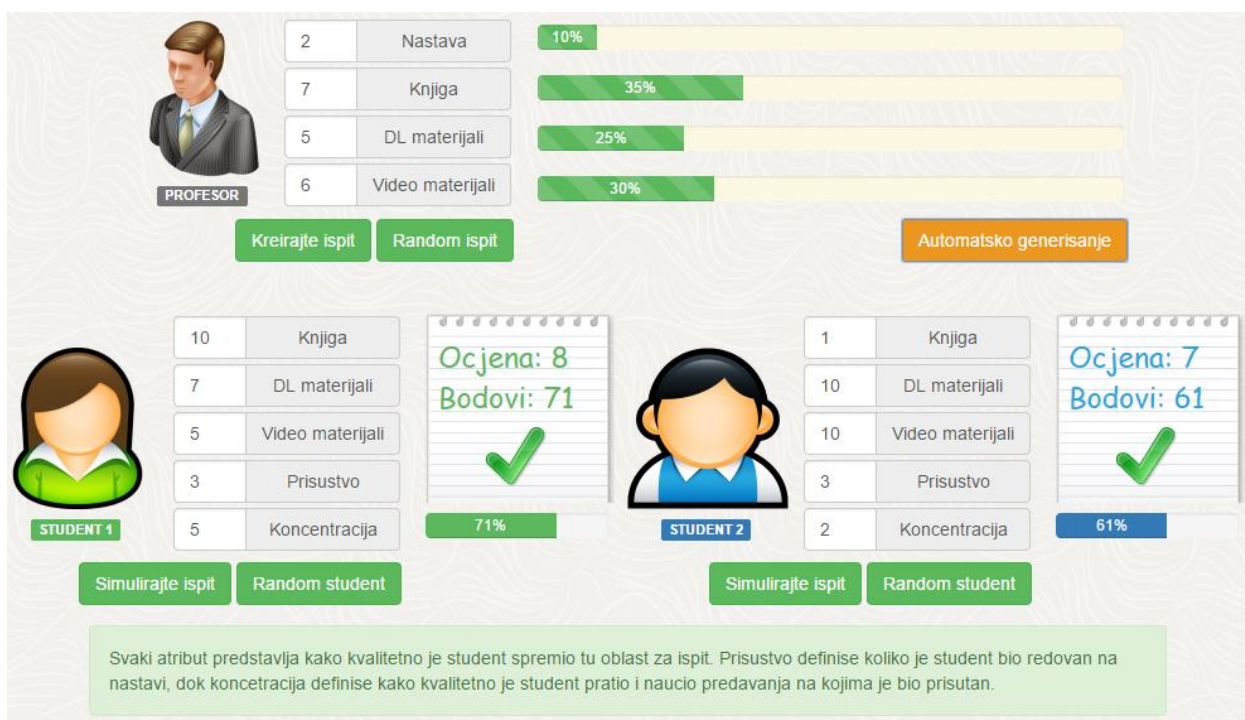 2 Nastava 10%
7 Knjiga 35%
5 DL materijali 25%
6 Video materijali 30%
PROFESOR
Kreirajte ispit Random ispit Automatsko generisanje
10 Knjiga
7 DL materijali
5 Video materijali
3 Prisustvo
5 Koncentracija
Ocjena: 8
Bodovi: 71
71%
STUDENT 1
Simulirajte ispit Random student
1 Knjiga
10 DL materijali
10 Video materijali
3 Prisustvo
2 Koncentracija
Ocjena: 7
Bodovi: 61
61%
STUDENT 2
Simulirajte ispit Random student
Svaki atribut predstavlja kako kvalitetno je student spremio tu oblast za ispit. Prisustvo definise koliko je student bio redovan na
nastavi, dok koncetracija definise kako kvalitetno je student pratio i naucio predavanja na kojima je bio prisutan.